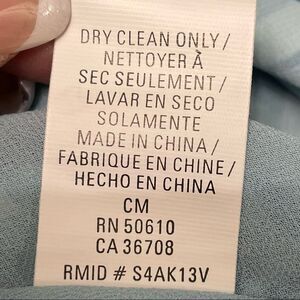 DRY CLEAN ONLY /
NETTOYER À
SEC SEULEMENT /
LAVAR EN SECO
SOLAMENTE
MADE IN CHINA /
FABRIQUE EN CHINE /
HECHO EN CHINA
CM
RN 50610
CA 36708
RMID # S4AK13V